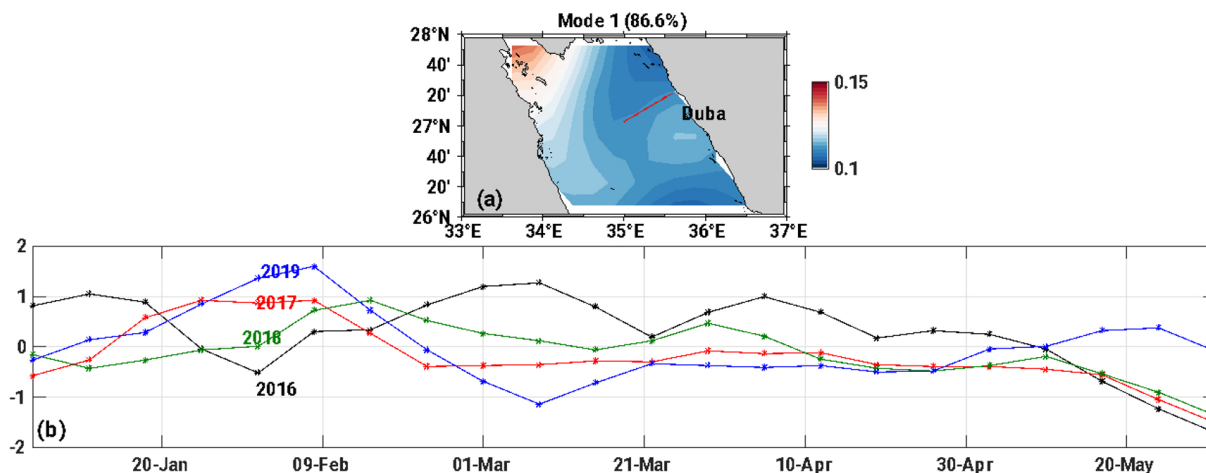 Mode 1 (86.6%)
28°N
40'
20'
27°N
40'
20'
26°N
33°E 34°E 35°E 36°E 37°E
Duba
(a)
0.15
0.1
2
1
0
-1
-2
2019
2017
2018
2016
(b)
20-Jan 09-Feb 01-Mar 21-Mar 10-Apr 30-Apr 20-May